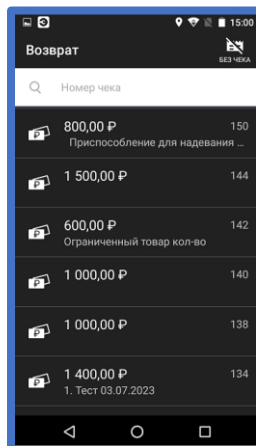 15:00
Возврат
БЕЗ ЧЕКА
Номер чека
800,00 ₽ 150
Приспособление для надевания ...
1 500,00 ₽ 144
600,00 ₽ 142
Ограниченный товар кол-во
1 000,00 ₽ 140
1 000,00 ₽ 138
1 400,00 ₽ 134
1. Тест 03.07.2023